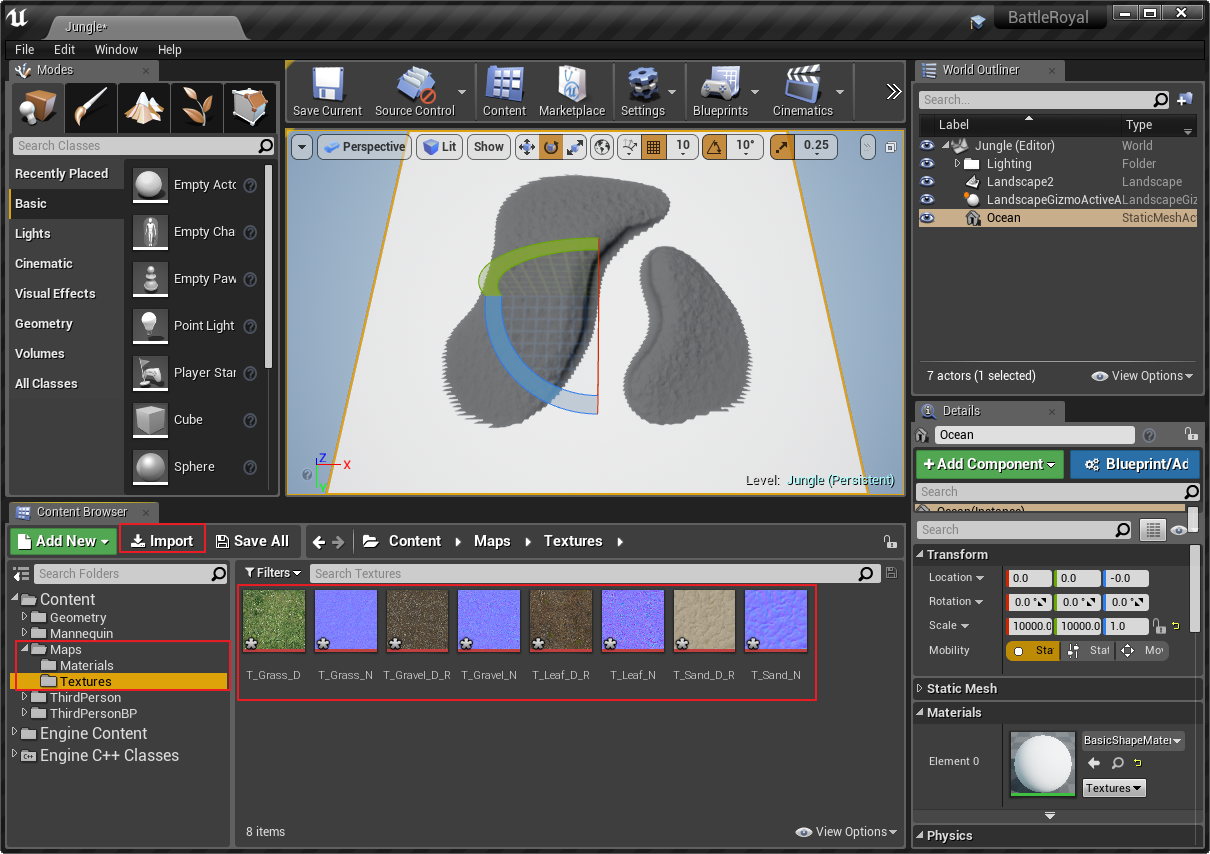 Jungle*
BattleRoyal
File Edit Window Help
Modes
Search Classes
Recently Placed
Basic
Lights
Cinematic
Visual Effects
Geometry
Volumes
All Classes
Empty Acto
Empty Cha
Empty Paw
Point Light
Player Star
Cube
Sphere
Save Current
Source Control
Content
Marketplace
Settings
Blueprints
Cinematics
Perspective
Lit
Show
10
10°
0.25
Z
X
Y
Level: Jungle (Persistent)
World Outliner
Search...
Label Type
Jungle (Editor) World
Lighting Folder
Landscape2 Landscape
LandscapeGizmoActiveA LandscapeGiz
Ocean StaticMeshAc
7 actors (1 selected)
View Options
Details
Ocean
+Add Component
Blueprint/Ad
Search
Ocean(Instance)
Search
Transform
Location 0.0 0.0 -0.0
Rotation 0.0 ° 0.0 ° 0.0 °
Scale 10000.0 10000.0 1.0
Mobility Sta Stat Mov
Static Mesh
Materials
Element 0
BasicShapeMater
Textures
Physics
Content Browser
Add New
Import
Save All
Content
Maps
Textures
Search Folders
Filters
Search Textures
Content
Geometry
Mannequin
Maps
Materials
Textures
ThirdPerson
ThirdPersonBP
Engine Content
Engine C++ Classes
T_Grass_D
T_Grass_N
T_Gravel_D_R
T_Gravel_N
T_Leaf_D_R
T_Leaf_N
T_Sand_D_R
T_Sand_N
8 items
View Options